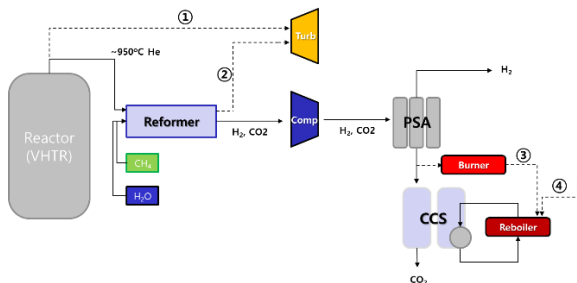 ①
Turb
~950°C He
②
Reactor
(VHTR)
Reformer
Comp
H₂, CO2
H₂, CO2
PSA
H₂
CH₄
H₂O
Burner
③
④
CCS
Reboiler
CO₂